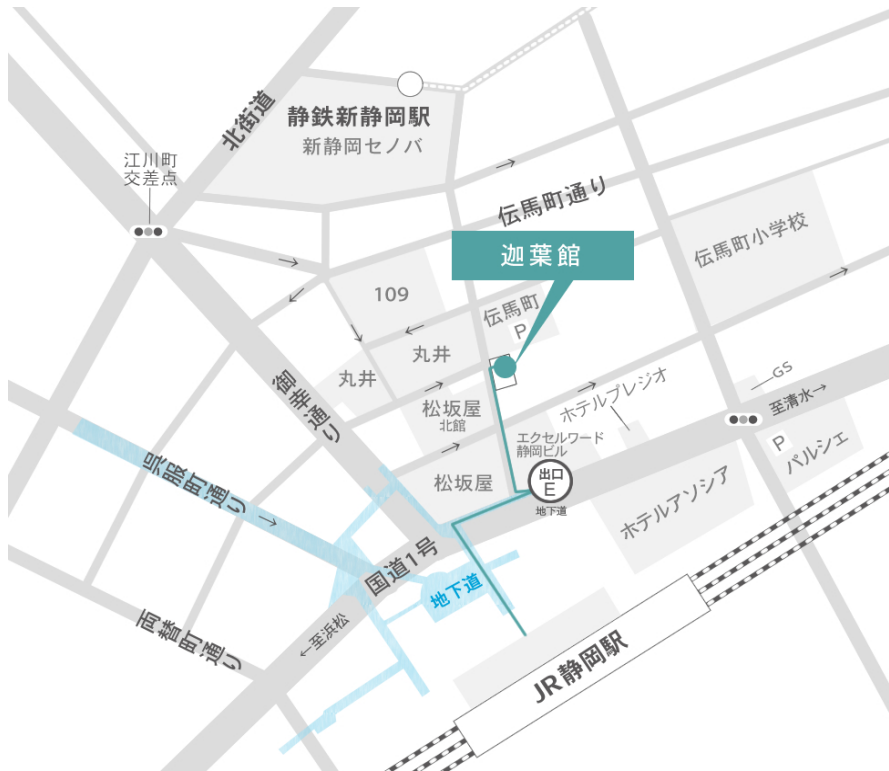 静鉄新静岡駅
新静岡セノバ
北街道
江川町
交差点
伝馬町通り
迦葉館
伝馬町小学校
109
伝馬町
P
丸井
丸井
御幸通り
松坂屋
北館
ホテルプレジオ
GS
至清水→
エクセルワード
静岡ビル
P
パルシェ
呉服町通り
松坂屋
出口
E
地下道
ホテルアソシア
国道1号
地下道
←至浜松
両替町通り
JR静岡駅